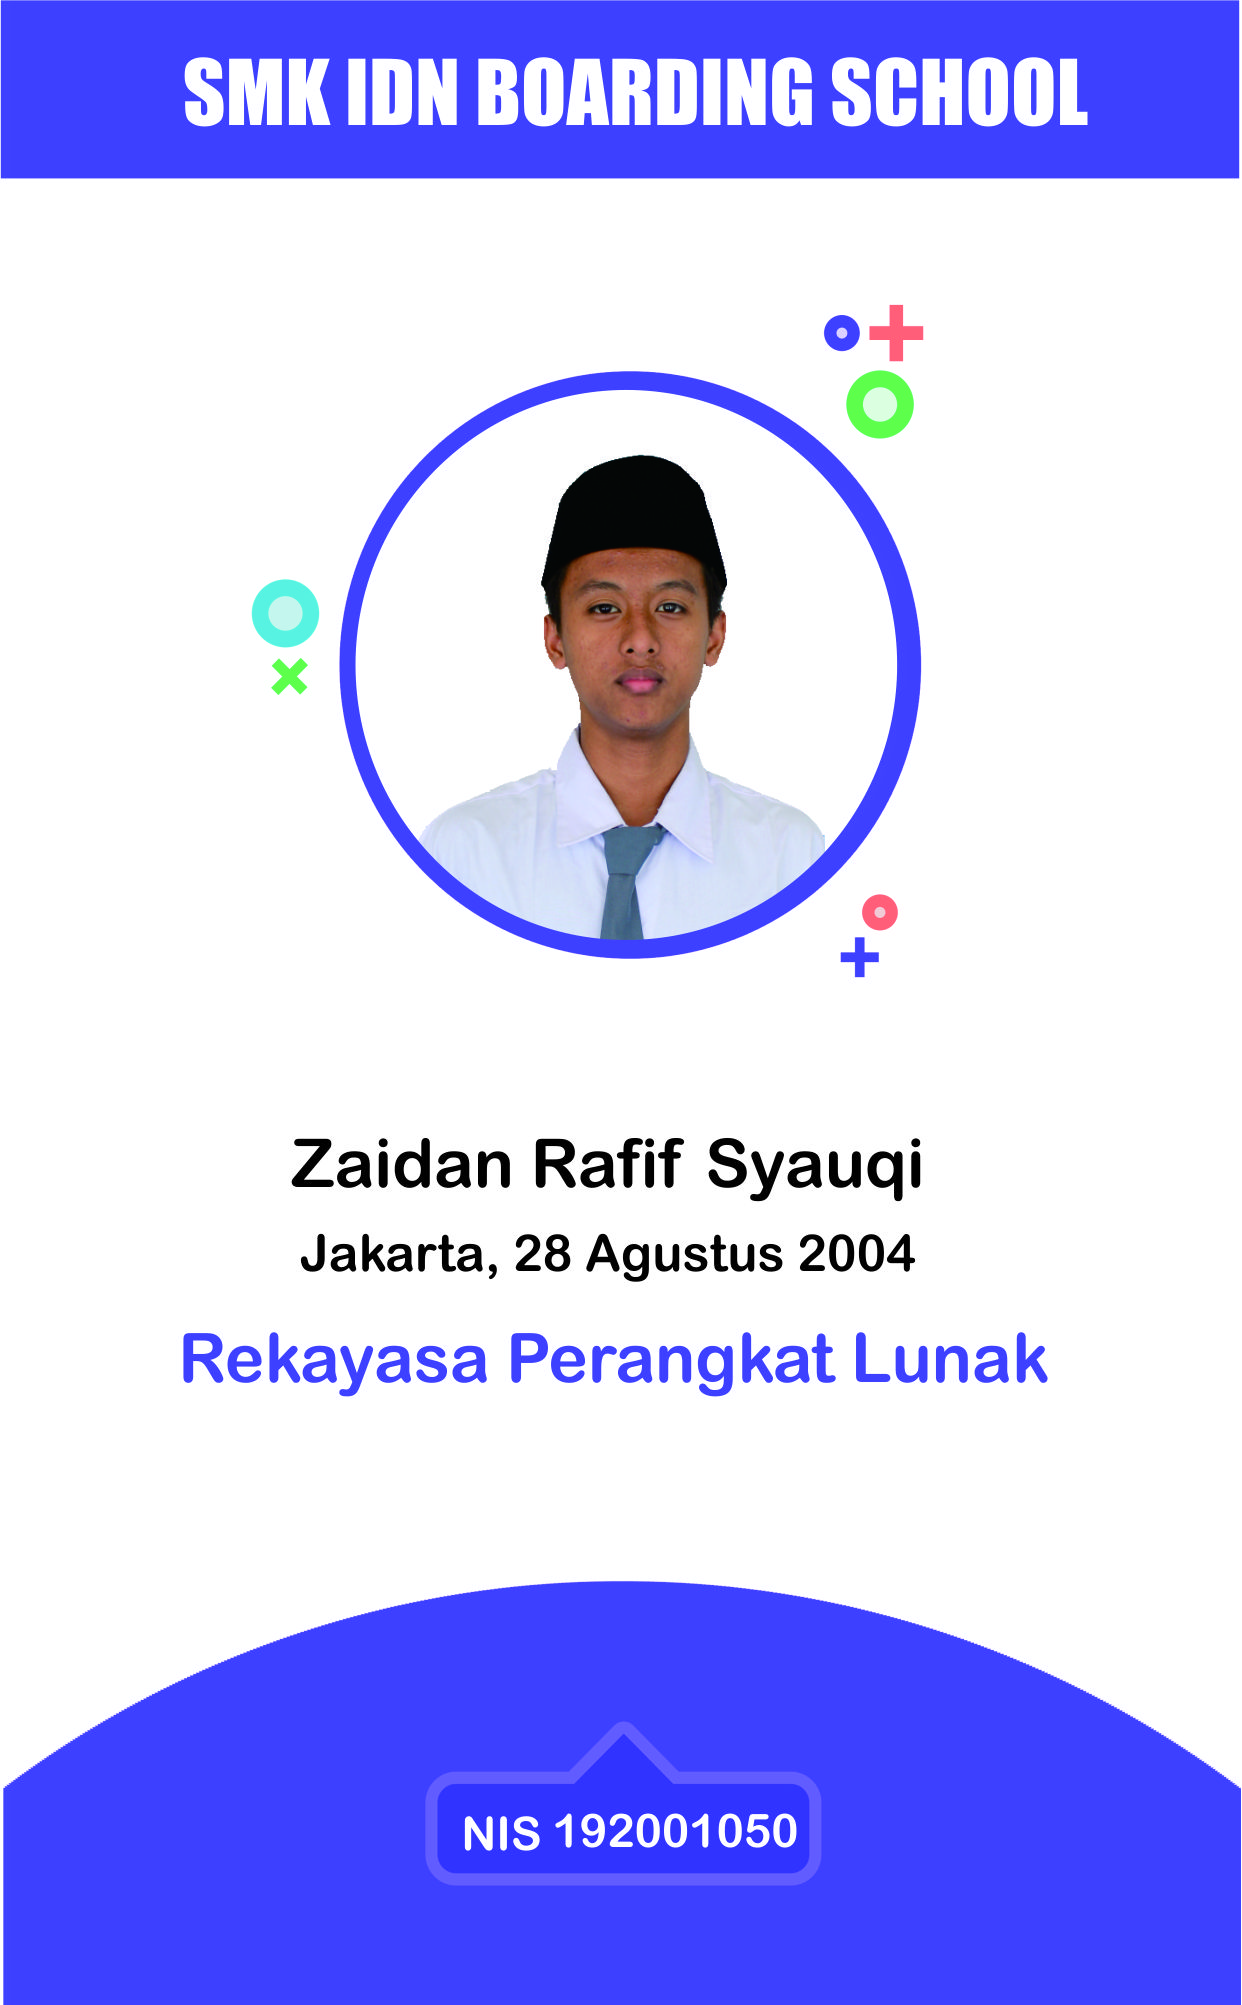 SMK IDN BOARDING SCHOOL
Zaidan Rafif Syauqi
Jakarta, 28 Agustus 2004
Rekayasa Perangkat Lunak
NIS 192001050